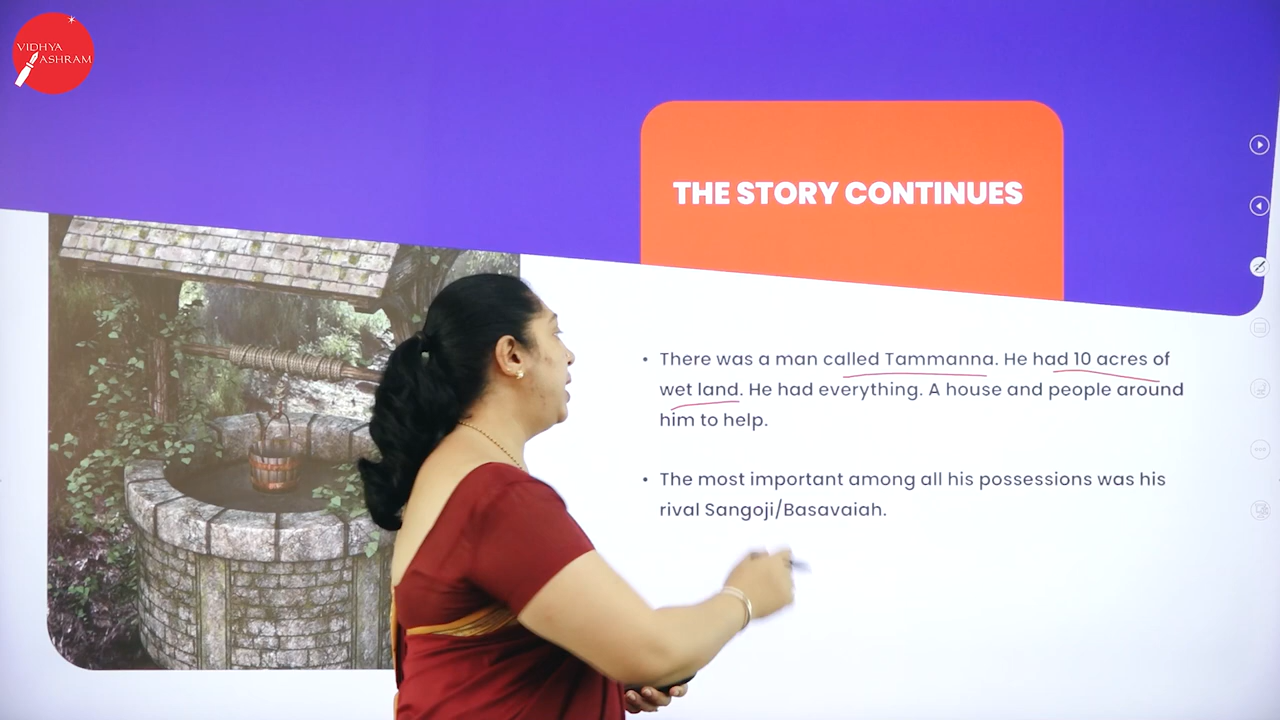 VIDHYA
ASHRAM
THE STORY CONTINUES
• There was a man called Tammanna. He had 10 acres of
wet land. He had everything. A house and people around
him to help.
• The most important among all his possessions was his
rival Sangoji/Basavaiah.